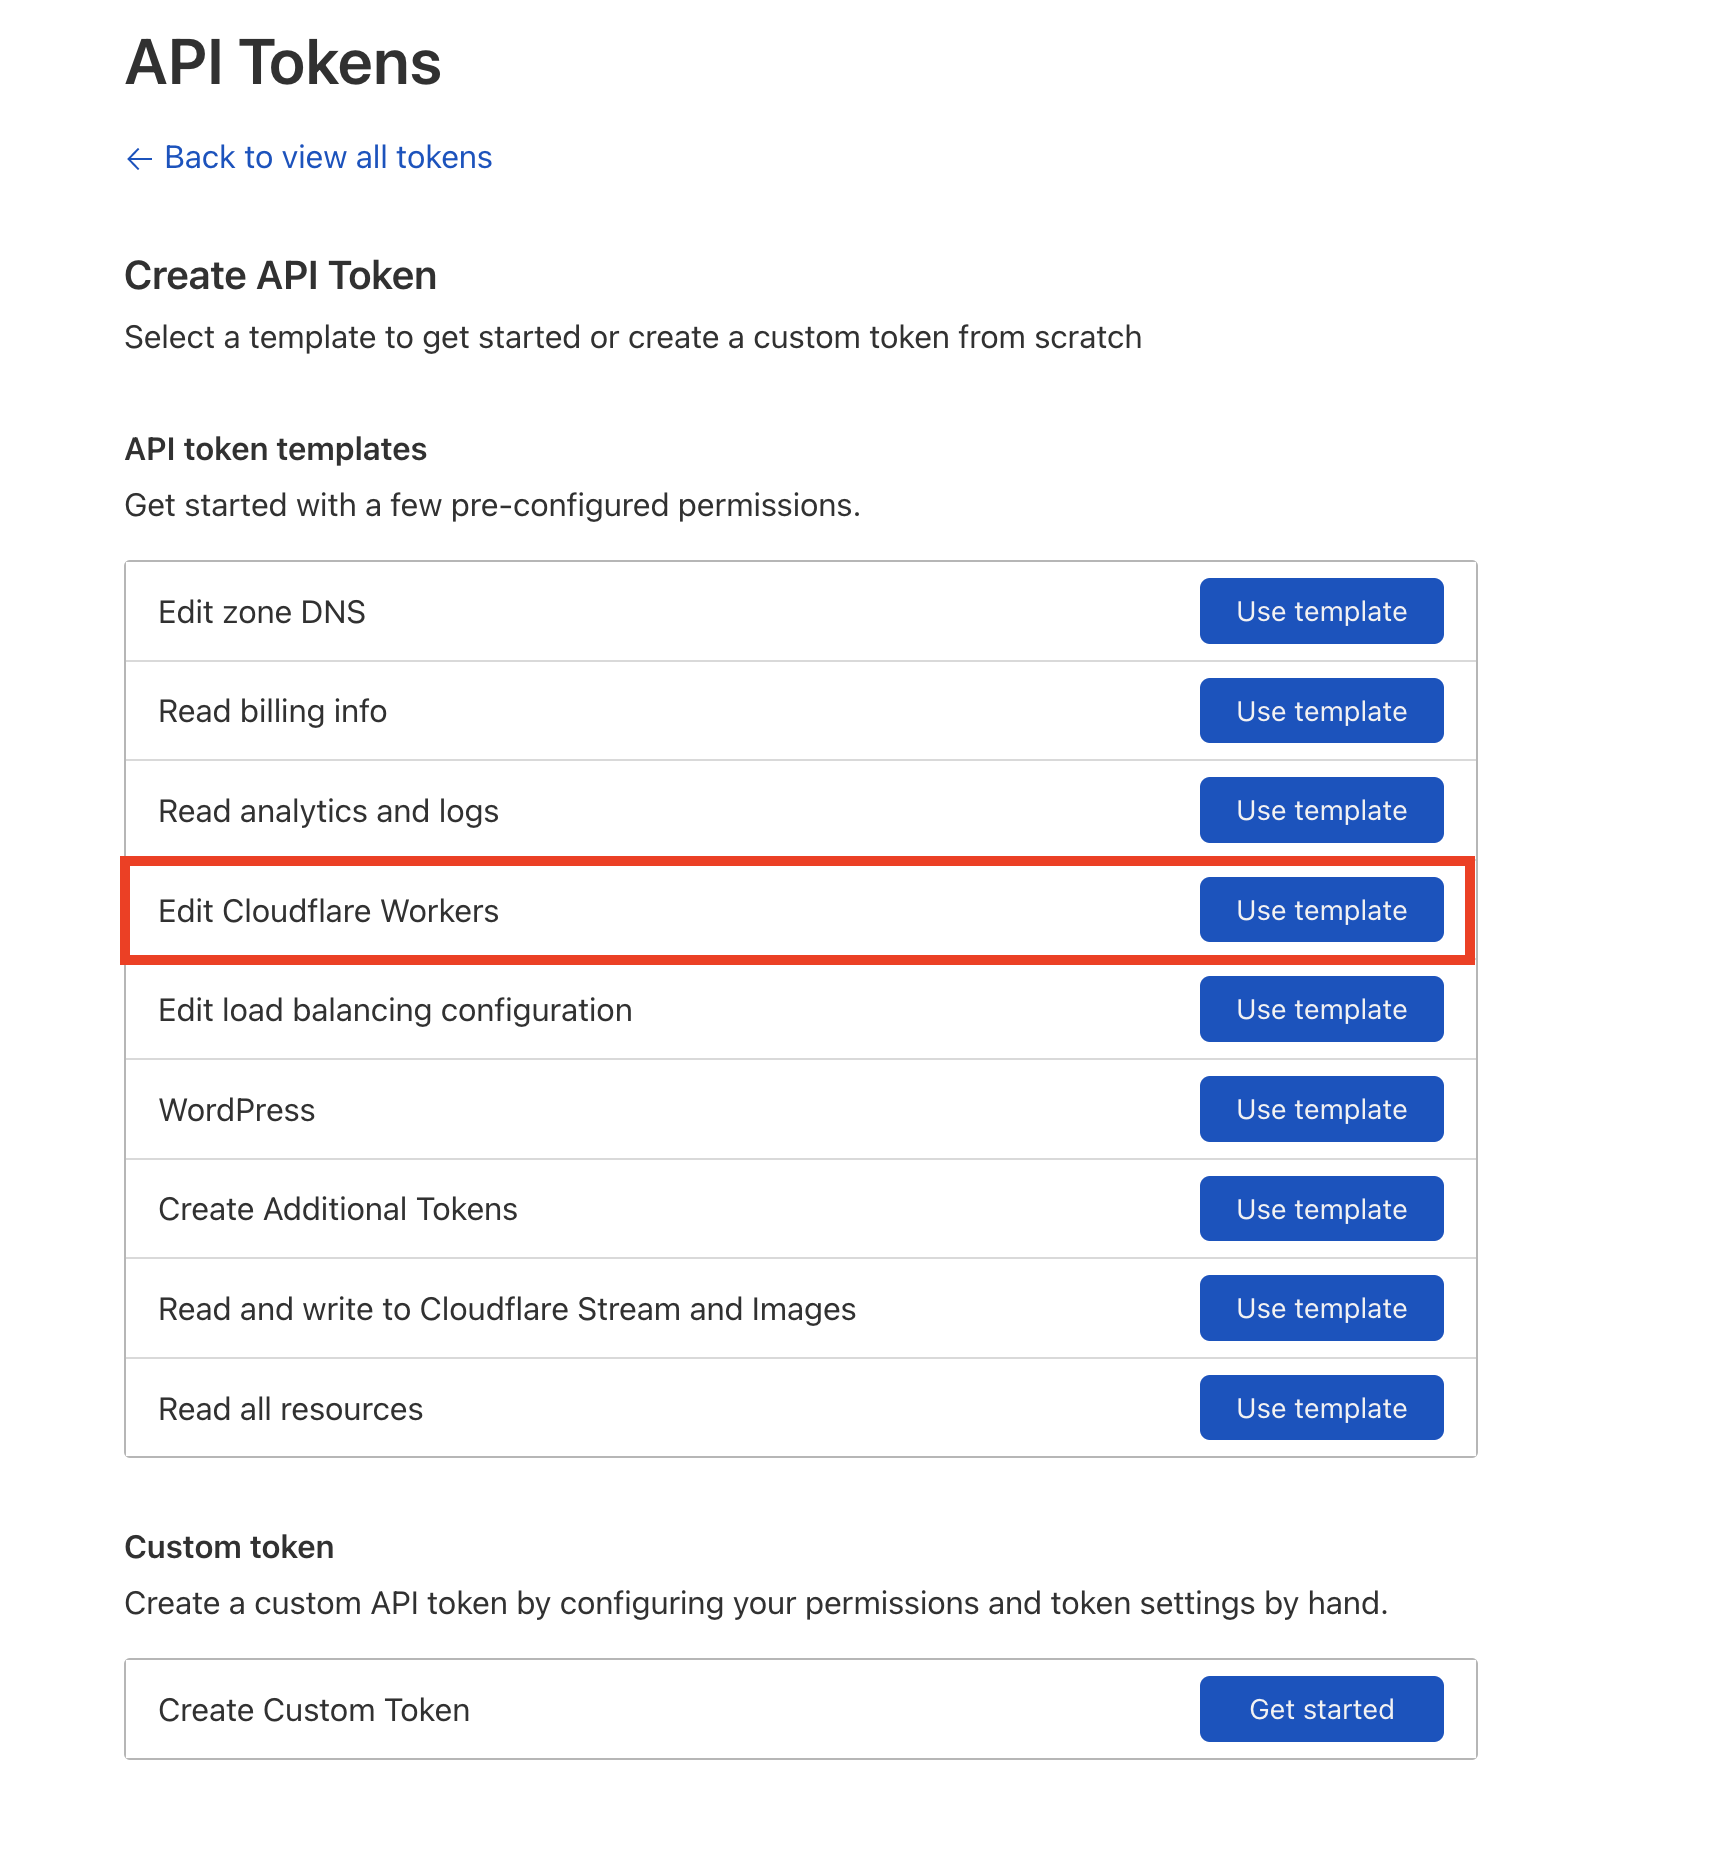 API Tokens
← Back to view all tokens
Create API Token
Select a template to get started or create a custom token from scratch
API token templates
Get started with a few pre-configured permissions.
Edit zone DNS Use template
Read billing info Use template
Read analytics and logs Use template
Edit Cloudflare Workers Use template
Edit load balancing configuration Use template
WordPress Use template
Create Additional Tokens Use template
Read and write to Cloudflare Stream and Images Use template
Read all resources Use template
Custom token
Create a custom API token by configuring your permissions and token settings by hand.
Create Custom Token Get started